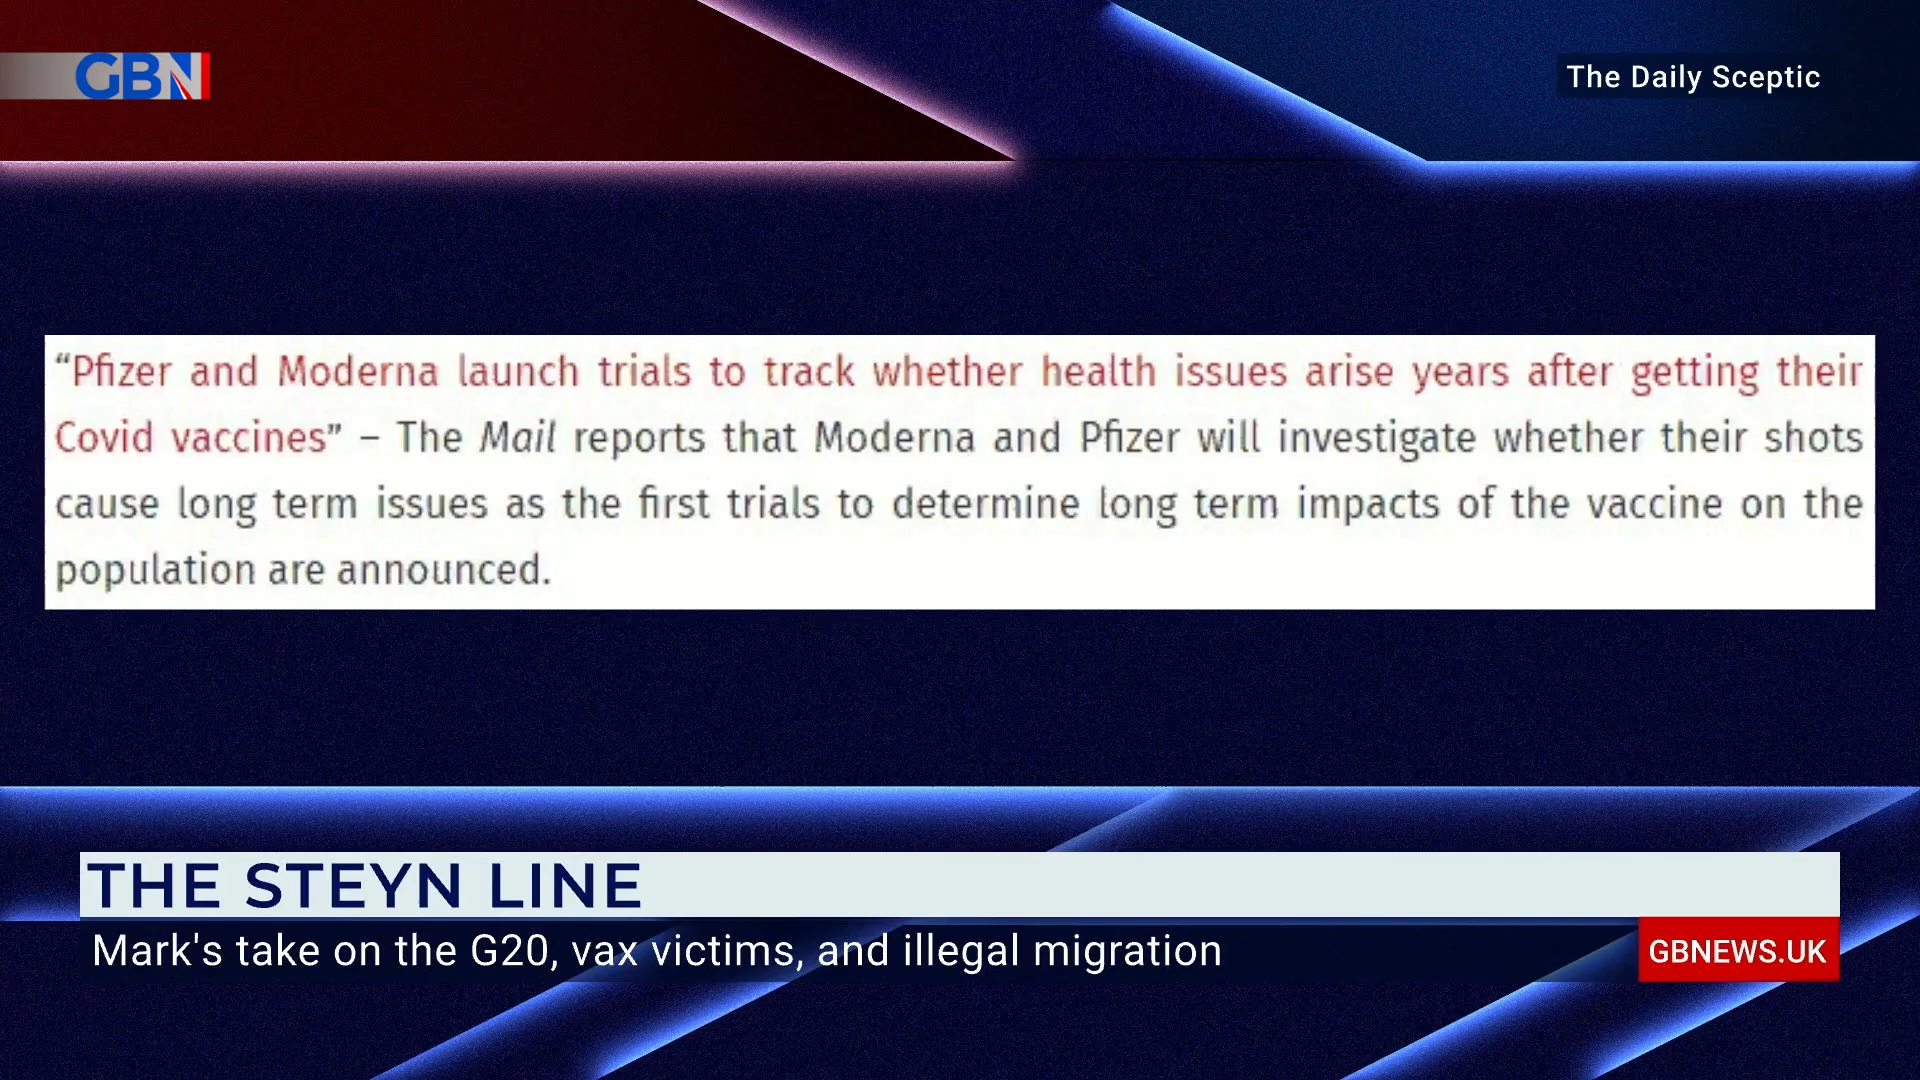 GBN
The Daily Sceptic
“Pfizer and Moderna launch trials to track whether health issues arise years after getting their
Covid vaccines” – The Mail reports that Moderna and Pfizer will investigate whether their shots
cause long term issues as the first trials to determine long term impacts of the vaccine on the
population are announced.
THE STEYN LINE
Mark's take on the G20, vax victims, and illegal migration
GBNEWS.UK